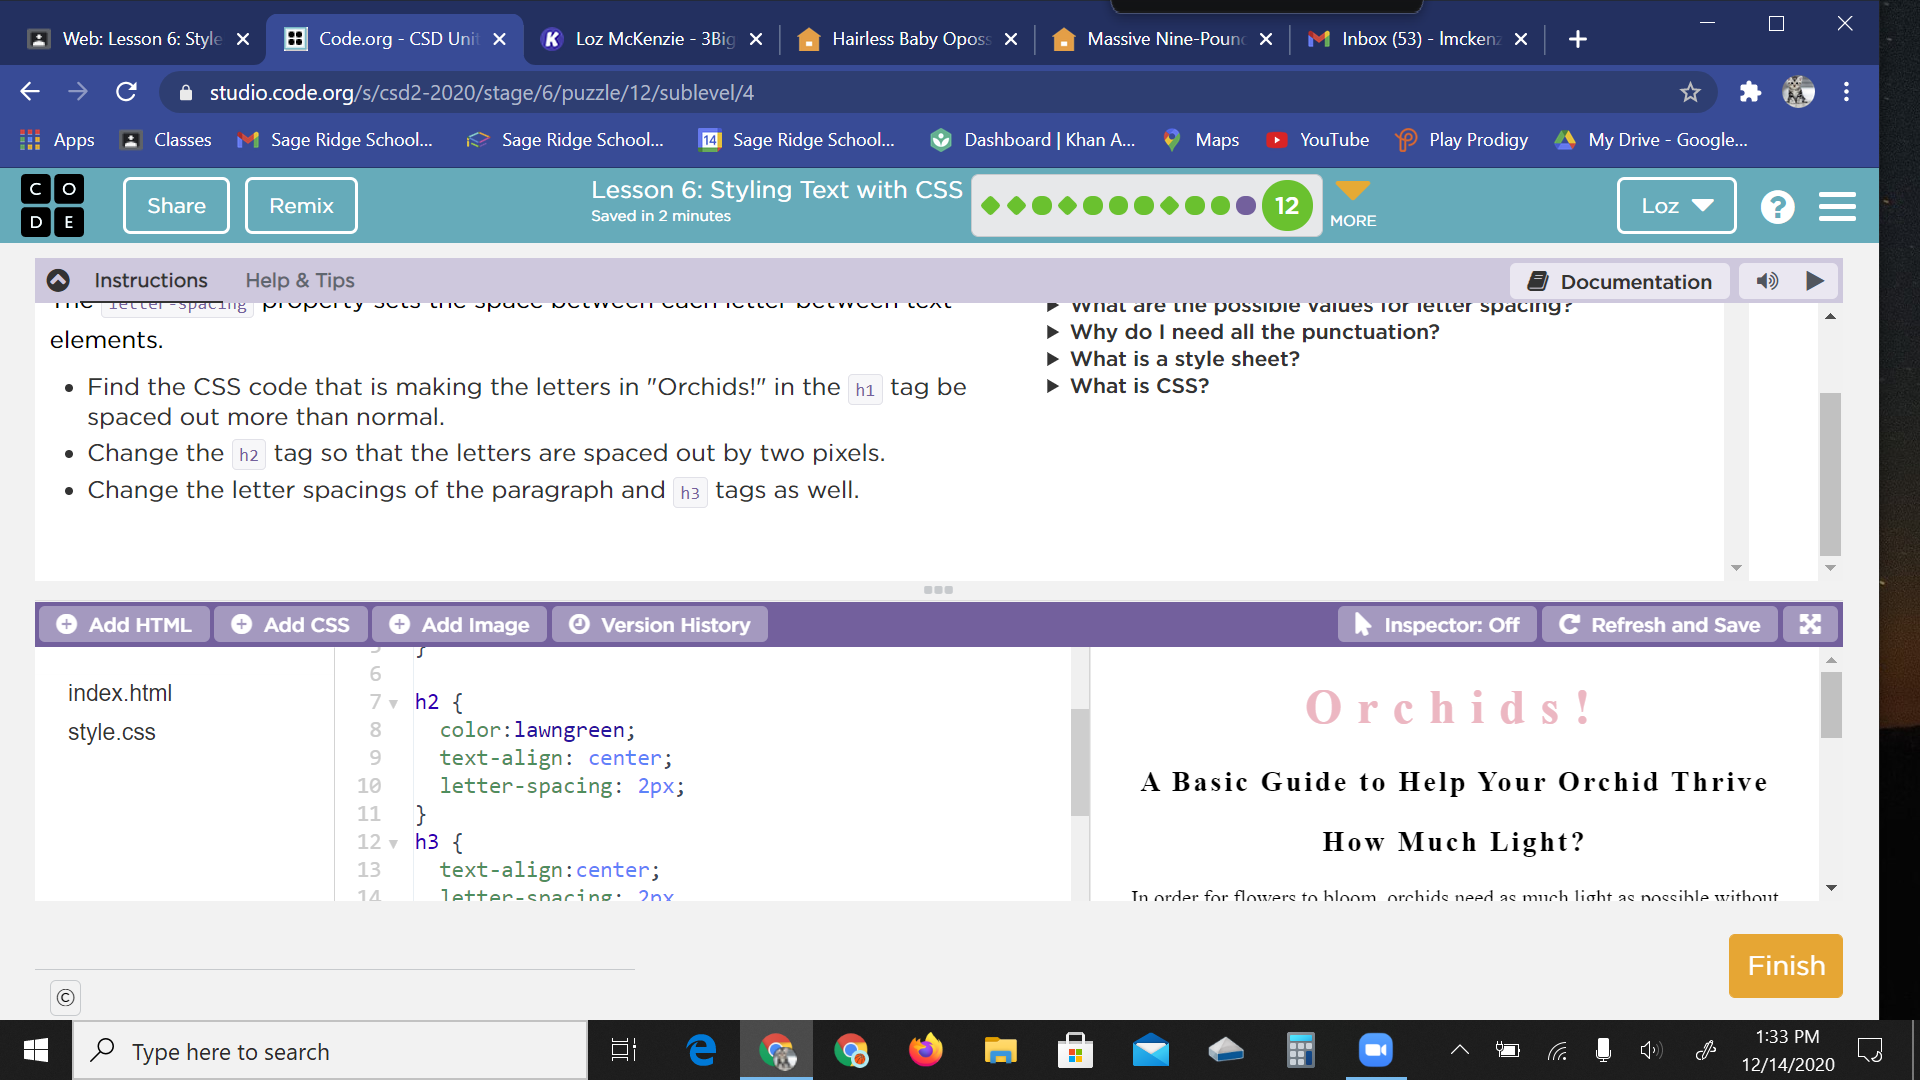 Web: Lesson 6: Style
Code.org - CSD Unit
Loz McKenzie - 3Big
Hairless Baby Oposs
Massive Nine-Pound
Inbox (53) - lmckenz
studio.code.org/s/csd2-2020/stage/6/puzzle/12/sublevel/4
Apps
Classes
Sage Ridge School...
Sage Ridge School...
14
Sage Ridge School...
Dashboard | Khan A...
Maps
YouTube
Play Prodigy
My Drive - Google...
C O
D E
Share
Remix
Lesson 6: Styling Text with CSS
Saved in 2 minutes
12
MORE
Loz
?
Instructions
Help & Tips
Documentation
The letter-spacing property sets the space between each letter between text
elements.
• Find the CSS code that is making the letters in "Orchids!" in the h1 tag be
spaced out more than normal.
• Change the h2 tag so that the letters are spaced out by two pixels.
• Change the letter spacings of the paragraph and h3 tags as well.
What are the possible values for letter spacing?
Why do I need all the punctuation?
What is a style sheet?
What is CSS?
Add HTML
Add CSS
Add Image
Version History
Inspector: Off
Refresh and Save
index.html
style.css
5 }
6
7 h2 {
8 color:lawngreen;
9 text-align: center;
10 letter-spacing: 2px;
11 }
12 h3 {
13 text-align:center;
14 letter-spacing: 2px
Orchids!
A Basic Guide to Help Your Orchid Thrive
How Much Light?
In order for flowers to bloom, orchids need as much light as possible without
Finish
©
Type here to search
1:33 PM
12/14/2020